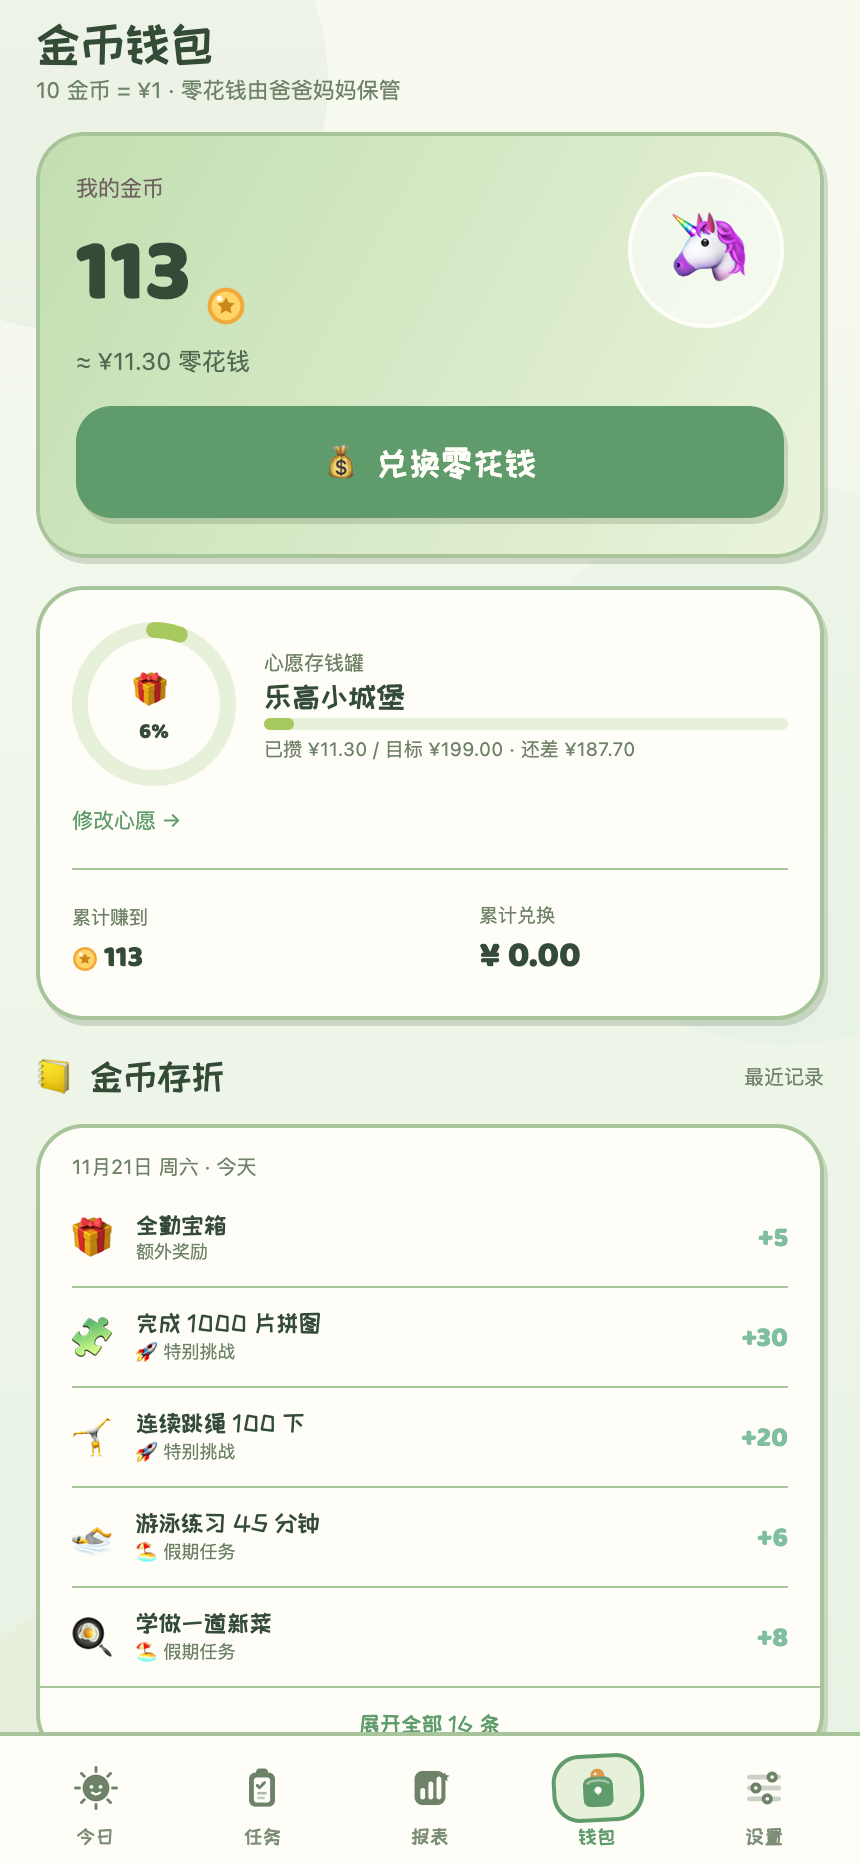 金币钱包
10 金币 = ¥1 · 零花钱由爸爸妈妈保管
我的金币
113
≈ ¥11.30 零花钱
兑换零花钱
6%
心愿存钱罐
乐高小城堡
已攒 ¥11.30 / 目标 ¥199.00 · 还差 ¥187.70
修改心愿 →
累计赚到
113
累计兑换
¥ 0.00
金币存折
最近记录
11月21日 周六 · 今天
全勤宝箱
额外奖励
+5
完成 1000 片拼图
特别挑战
+30
连续跳绳 100 下
特别挑战
+20
游泳练习 45 分钟
假期任务
+6
学做一道新菜
假期任务
+8
展开全部 16 条
今日
任务
报表
钱包
设置